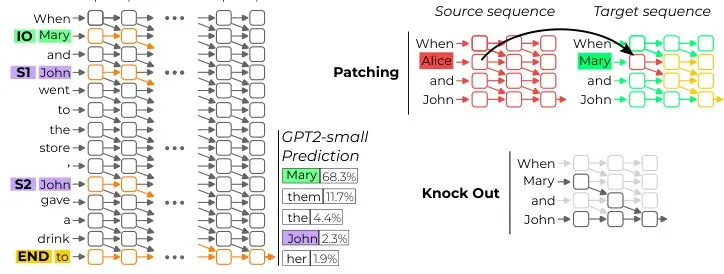 When
IO Mary
and
S1 John
went
to
the
store
,
S2 John
gave
a
drink
END to
GPT2-small
Prediction
Mary 68.3%
them 11.7%
the 4.4%
John 2.3%
her 1.9%
Patching
Source sequence
When
Alice
and
John
Target sequence
When
Mary
and
John
Knock Out
When
Mary
and
John